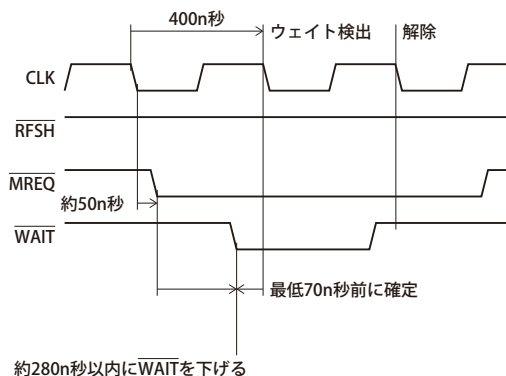 400n秒
ウェイト検出
解除
CLK
RFSH
MREQ
約50n秒
WAIT
最低70n秒前に確定
約280n秒以内にWAITを下げる